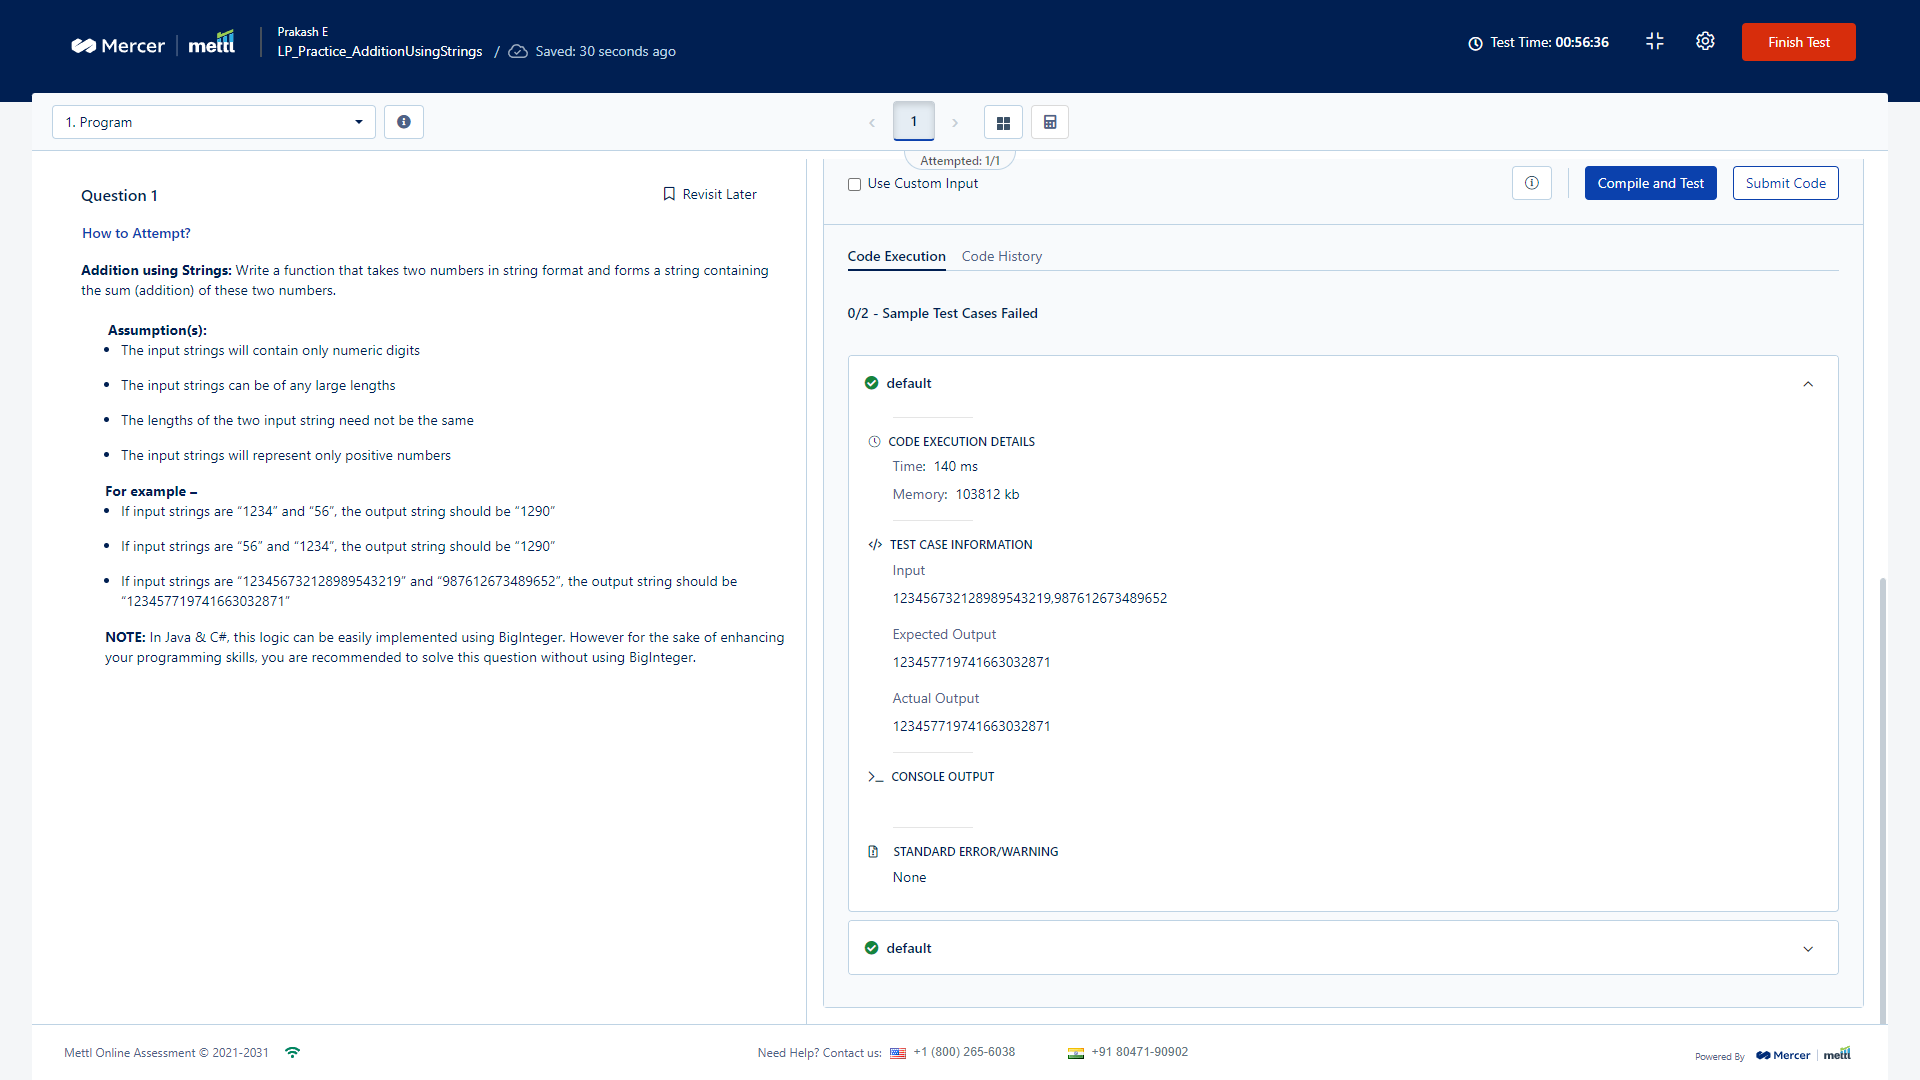 Mercer mettl
Prakash E
LP_Practice_AdditionUsingStrings / Saved: 30 seconds ago
Test Time: 00:56:36
Finish Test
1. Program
1
Attempted: 1/1
Question 1
Revisit Later
How to Attempt?
Addition using Strings: Write a function that takes two numbers in string format and forms a string containing
the sum (addition) of these two numbers.
Assumption(s):
• The input strings will contain only numeric digits
• The input strings can be of any large lengths
• The lengths of the two input string need not be the same
• The input strings will represent only positive numbers
For example –
• If input strings are “1234” and “56”, the output string should be “1290”
• If input strings are “56” and “1234”, the output string should be “1290”
• If input strings are “123456732128989543219” and “987612673489652”, the output string should be
“123457719741663032871”
NOTE: In Java & C#, this logic can be easily implemented using BigInteger. However for the sake of enhancing
your programming skills, you are recommended to solve this question without using BigInteger.
Use Custom Input
Compile and Test
Submit Code
Code Execution
Code History
0/2 - Sample Test Cases Failed
default
CODE EXECUTION DETAILS
Time: 140 ms
Memory: 103812 kb
</> TEST CASE INFORMATION
Input
123456732128989543219,987612673489652
Expected Output
123457719741663032871
Actual Output
123457719741663032871
>_ CONSOLE OUTPUT
STANDARD ERROR/WARNING
None
default
Mettl Online Assessment © 2021-2031
Need Help? Contact us: +1 (800) 265-6038
+91 80471-90902
Powered By Mercer mettl